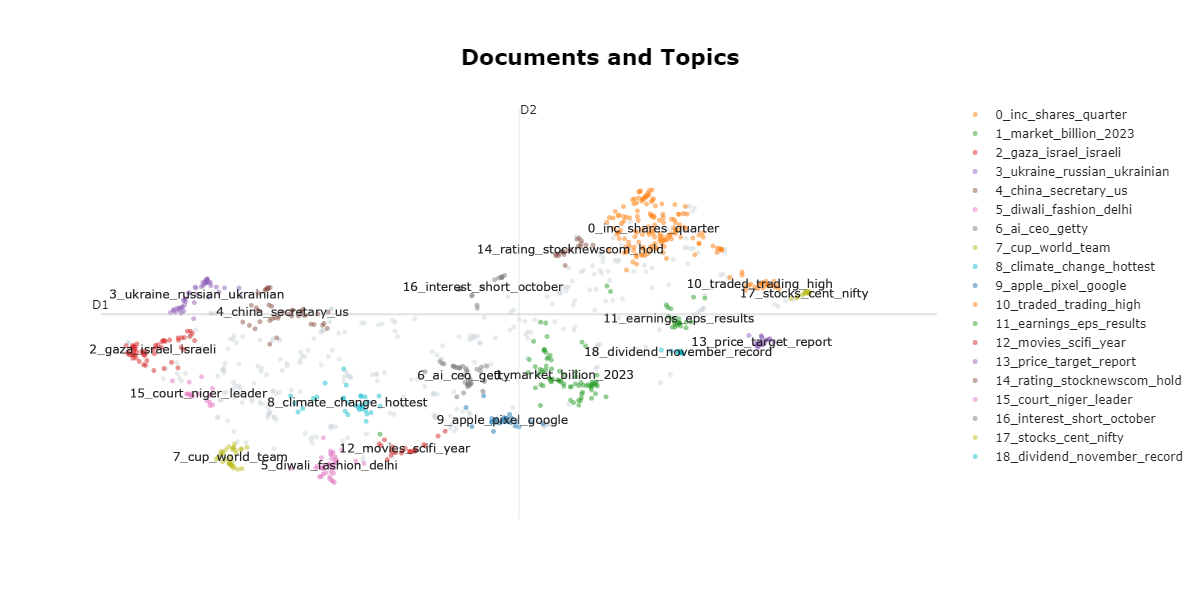 Documents and Topics
D2
0_inc_shares_quarter
14_rating_stocknewscom_hold
16_interest_short_october
10_traded_trading_high
17_stocks_cent_nifty
3_ukraine_russian_ukrainian
D1
4_china_secretary_us
11_earnings_eps_results
13_price_target_report
2_gaza_israel_israeli
18_dividend_november_record
6_ai_ceo_getty
1_market_billion_2023
15_court_niger_leader
8_climate_change_hottest
9_apple_pixel_google
12_movies_scifi_year
7_cup_world_team
5_diwali_fashion_delhi
0_inc_shares_quarter
1_market_billion_2023
2_gaza_israel_israeli
3_ukraine_russian_ukrainian
4_china_secretary_us
5_diwali_fashion_delhi
6_ai_ceo_getty
7_cup_world_team
8_climate_change_hottest
9_apple_pixel_google
10_traded_trading_high
11_earnings_eps_results
12_movies_scifi_year
13_price_target_report
14_rating_stocknewscom_hold
15_court_niger_leader
16_interest_short_october
17_stocks_cent_nifty
18_dividend_november_record